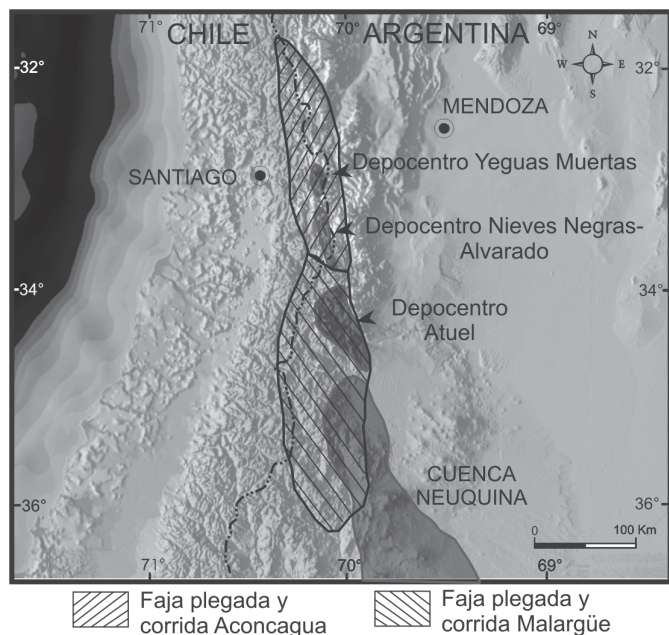 71° 70° 69°
CHILE ARGENTINA
N
W E
S
32° 32°
MENDOZA
SANTIAGO
Depocentro Yeguas Muertas
Depocentro Nieves Negras-
Alvarado
34° 34°
Depocentro
Atuel
CUENCA
NEUQUINA
36° 36°
0 100 Km
71° 70° 69°
Faja plegada y
corrida Aconcagua
Faja plegada y
corrida Malargüe